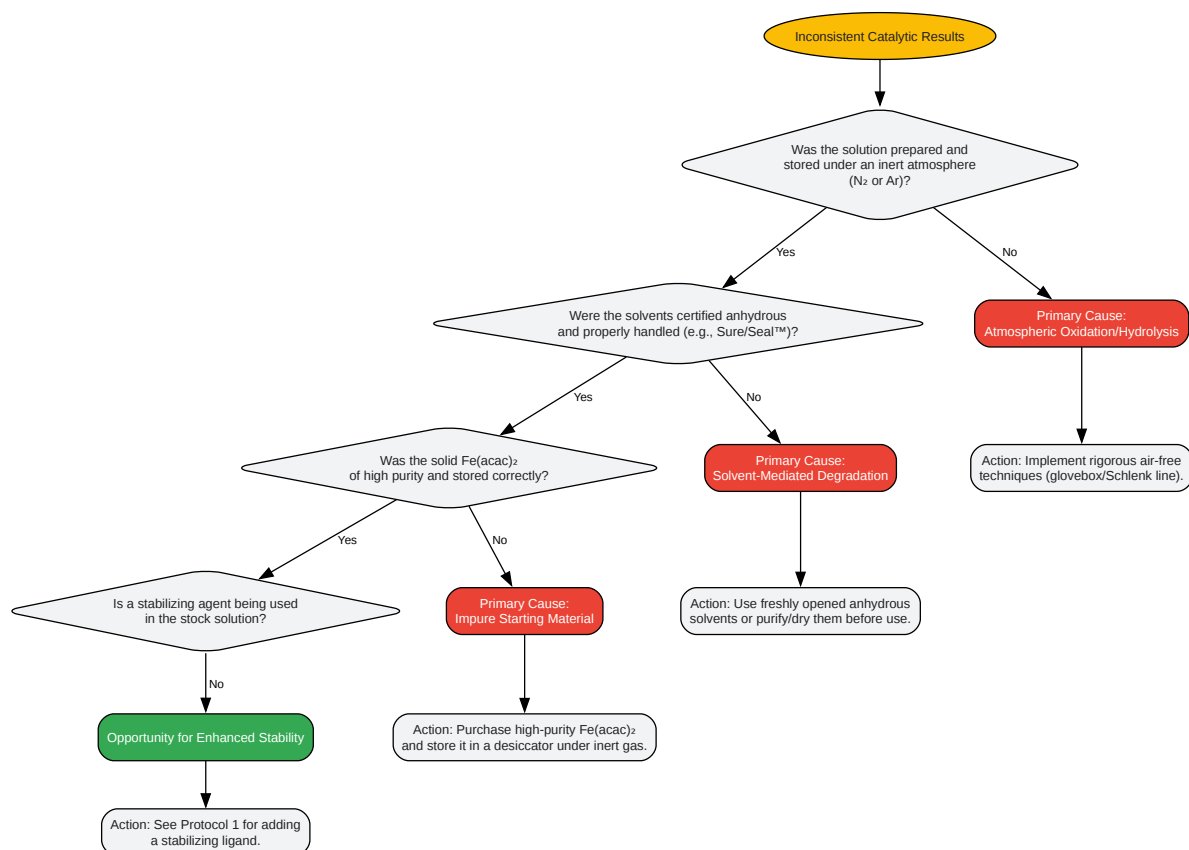 Inconsistent Catalytic Results
Was the solution prepared and
stored under an inert atmosphere
(N₂ or Ar)?
Yes
No
Were the solvents certified anhydrous
and properly handled (e.g., Sure/Seal™)?
Primary Cause:
Atmospheric Oxidation/Hydrolysis
Yes
No
Was the solid Fe(acac)₂
of high purity and stored correctly?
Primary Cause:
Solvent-Mediated Degradation
Action: Implement rigorous air-free
techniques (glovebox/Schlenk line).
Yes
No
Is a stabilizing agent being used
in the stock solution?
Primary Cause:
Impure Starting Material
Action: Use freshly opened anhydrous
solvents or purify/dry them before use.
No
Opportunity for Enhanced Stability
Action: Purchase high-purity Fe(acac)₂
and store it in a desiccator under inert gas.
Action: See Protocol 1 for adding
a stabilizing ligand.